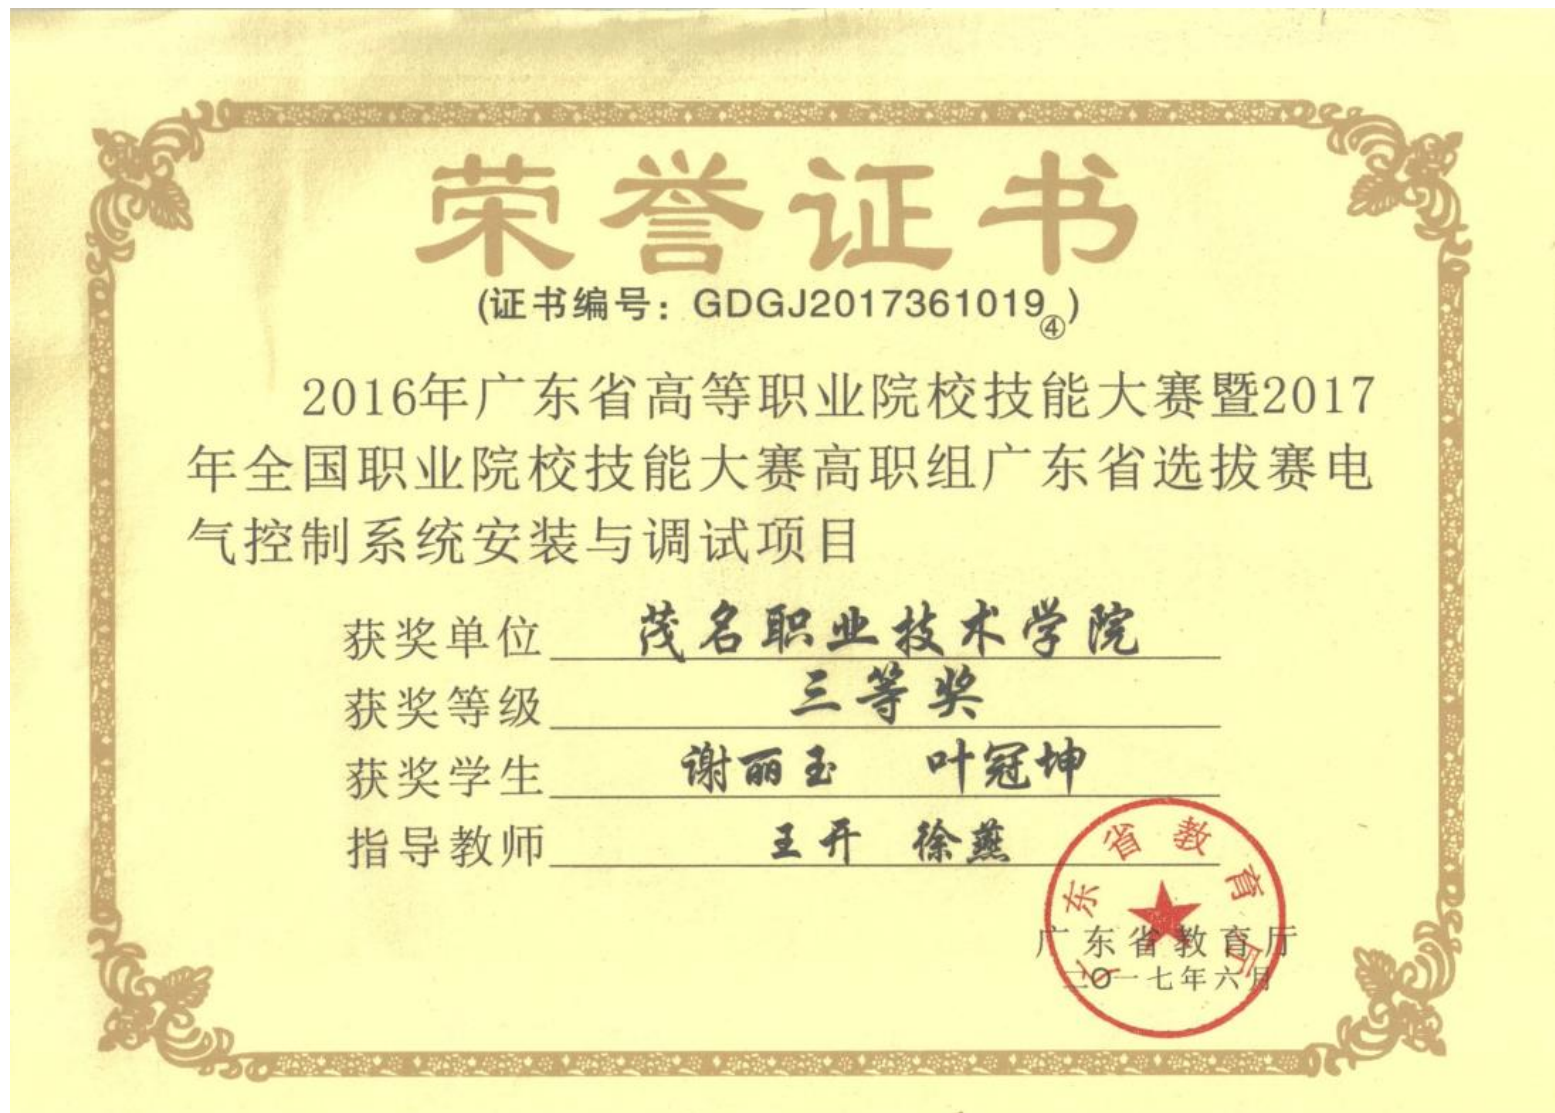 荣誉证书
(证书编号：GDGJ2017361019④)
2016年广东省高等职业院校技能大赛暨2017
年全国职业院校技能大赛高职组广东省选拔赛电
气控制系统安装与调试项目
获奖单位 茂名职业技术学院
获奖等级 三等奖
获奖学生 谢丽玉 叶冠坤
指导教师 王开 徐燕
广东省教育厅
广东省教育厅
二〇一七年六月